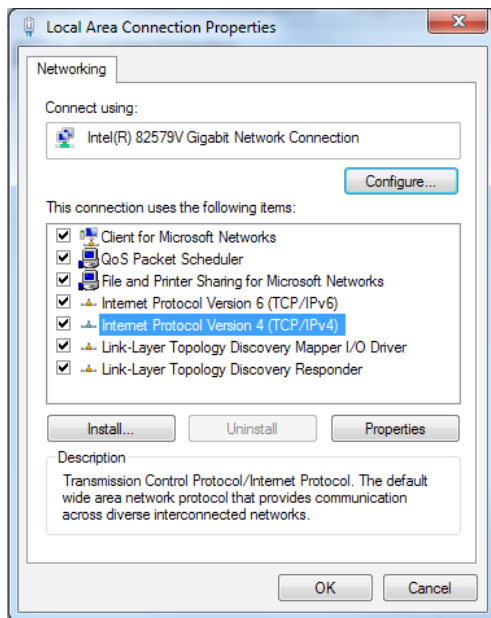 Local Area Connection Properties
Networking
Connect using:
Intel(R) 82579V Gigabit Network Connection
Configure...
This connection uses the following items:
Client for Microsoft Networks
QoS Packet Scheduler
File and Printer Sharing for Microsoft Networks
Internet Protocol Version 6 (TCP/IPv6)
Internet Protocol Version 4 (TCP/IPv4)
Link-Layer Topology Discovery Mapper I/O Driver
Link-Layer Topology Discovery Responder
Install... Uninstall Properties
Description
Transmission Control Protocol/Internet Protocol. The default
wide area network protocol that provides communication
across diverse interconnected networks.
OK Cancel